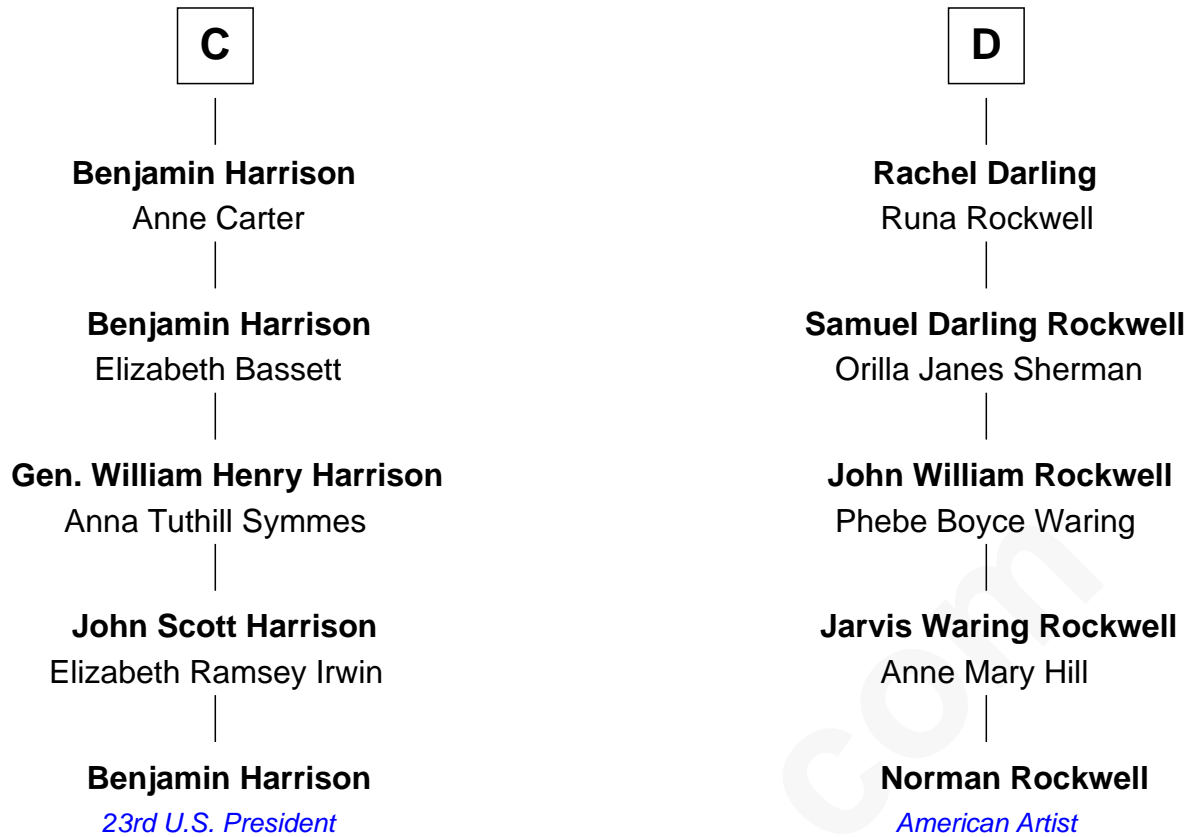 C
Benjamin Harrison
Anne Carter
Benjamin Harrison
Elizabeth Bassett
Gen. William Henry Harrison
Anna Tuthill Symmes
John Scott Harrison
Elizabeth Ramsey Irwin
Benjamin Harrison
23rd U.S. President
D
Rachel Darling
Runa Rockwell
Samuel Darling Rockwell
Orilla Janes Sherman
John William Rockwell
Phebe Boyce Waring
Jarvis Waring Rockwell
Anne Mary Hill
Norman Rockwell
American Artist
com